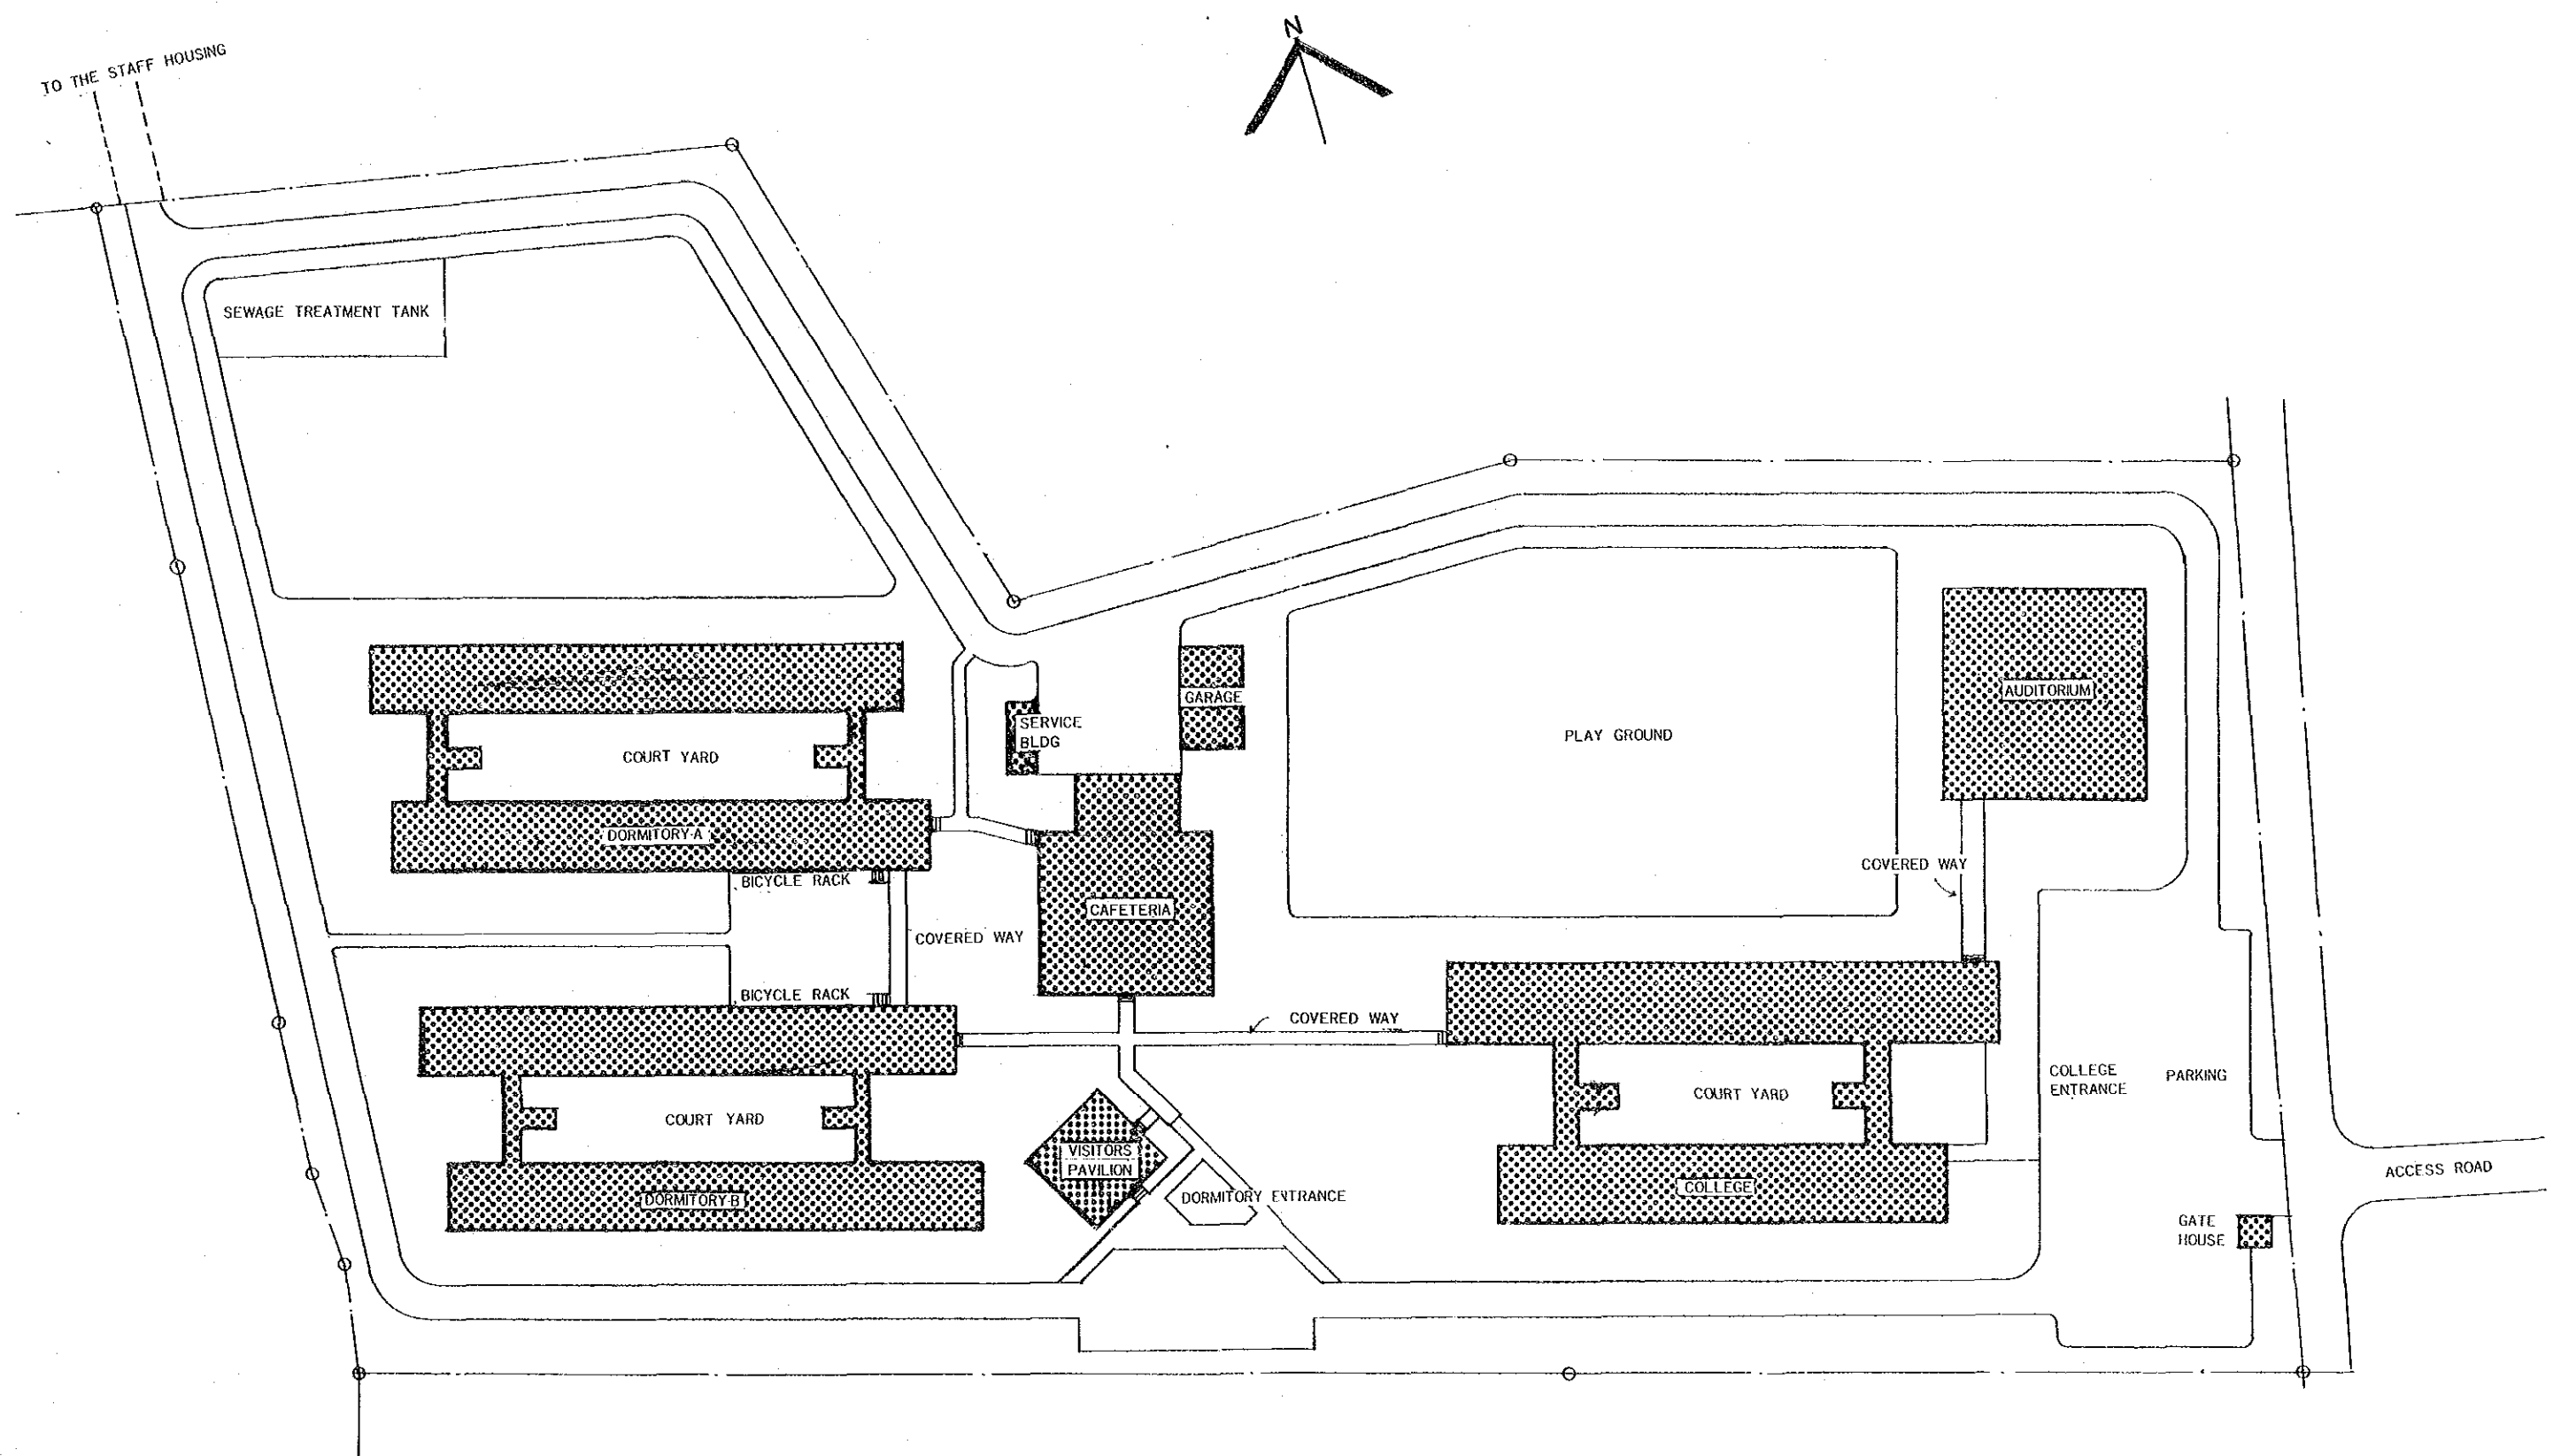 N
TO THE STAFF HOUSING
SEWAGE TREATMENT TANK
GARAGE
SERVICE
BLDG
COURT YARD
PLAY GROUND
AUDITORIUM
DORMITORY-A
BICYCLE RACK
COVERED WAY
CAFETERIA
COVERED WAY
BICYCLE RACK
COVERED WAY
COURT YARD
COURT YARD
COLLEGE
ENTRANCE
PARKING
VISITORS
PAVILION
DORMITORY-B
DORMITORY ENTRANCE
COLLEGE
ACCESS ROAD
GATE
HOUSE